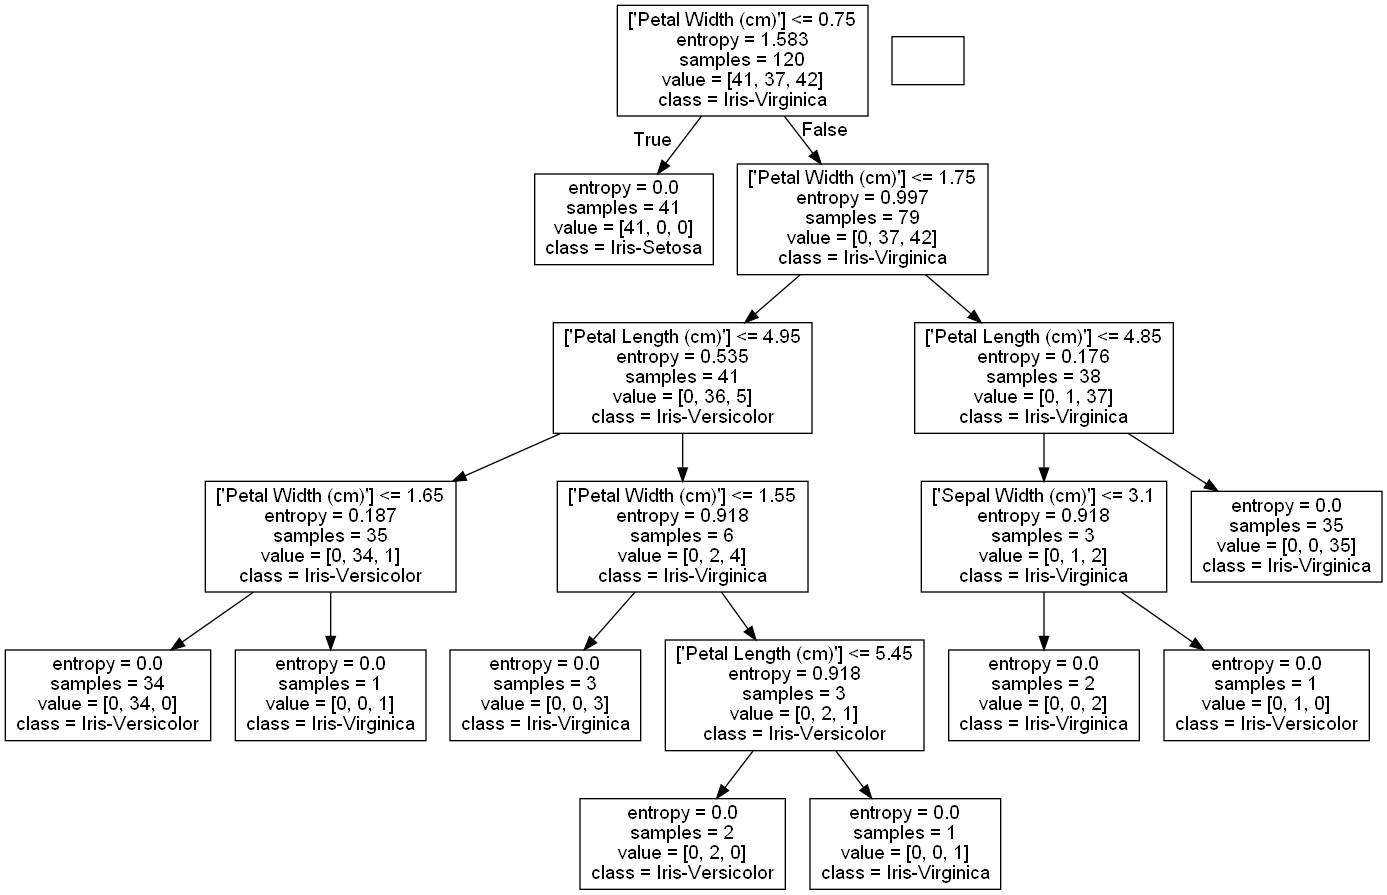 ['Petal Width (cm)'] <= 0.75
entropy = 1.583
samples = 120
value = [41, 37, 42]
class = Iris-Virginica
True
False
entropy = 0.0
samples = 41
value = [41, 0, 0]
class = Iris-Setosa
['Petal Width (cm)'] <= 1.75
entropy = 0.997
samples = 79
value = [0, 37, 42]
class = Iris-Virginica
['Petal Length (cm)'] <= 4.95
entropy = 0.535
samples = 41
value = [0, 36, 5]
class = Iris-Versicolor
['Petal Length (cm)'] <= 4.85
entropy = 0.176
samples = 38
value = [0, 1, 37]
class = Iris-Virginica
['Petal Width (cm)'] <= 1.65
entropy = 0.187
samples = 35
value = [0, 34, 1]
class = Iris-Versicolor
['Petal Width (cm)'] <= 1.55
entropy = 0.918
samples = 6
value = [0, 2, 4]
class = Iris-Virginica
['Sepal Width (cm)'] <= 3.1
entropy = 0.918
samples = 3
value = [0, 1, 2]
class = Iris-Virginica
entropy = 0.0
samples = 35
value = [0, 0, 35]
class = Iris-Virginica
entropy = 0.0
samples = 34
value = [0, 34, 0]
class = Iris-Versicolor
entropy = 0.0
samples = 1
value = [0, 0, 1]
class = Iris-Virginica
entropy = 0.0
samples = 3
value = [0, 0, 3]
class = Iris-Virginica
['Petal Length (cm)'] <= 5.45
entropy = 0.918
samples = 3
value = [0, 2, 1]
class = Iris-Versicolor
entropy = 0.0
samples = 2
value = [0, 0, 2]
class = Iris-Virginica
entropy = 0.0
samples = 1
value = [0, 1, 0]
class = Iris-Versicolor
entropy = 0.0
samples = 2
value = [0, 2, 0]
class = Iris-Versicolor
entropy = 0.0
samples = 1
value = [0, 0, 1]
class = Iris-Virginica